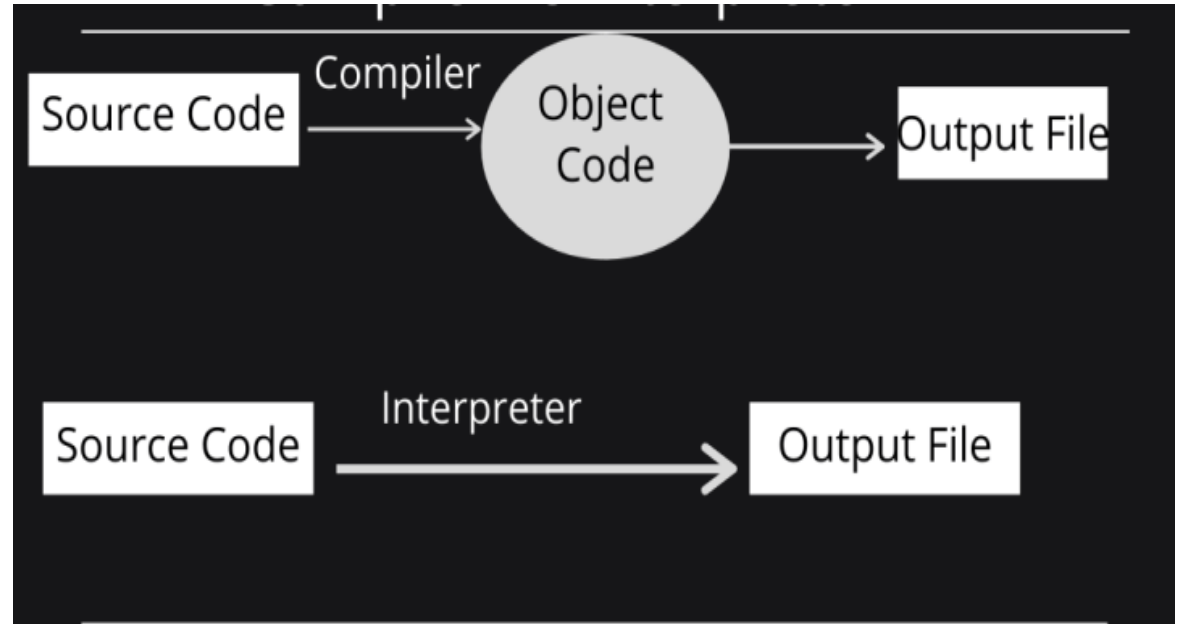 Compiler
Source Code
Object
Code
Output File
Interpreter
Source Code
Output File